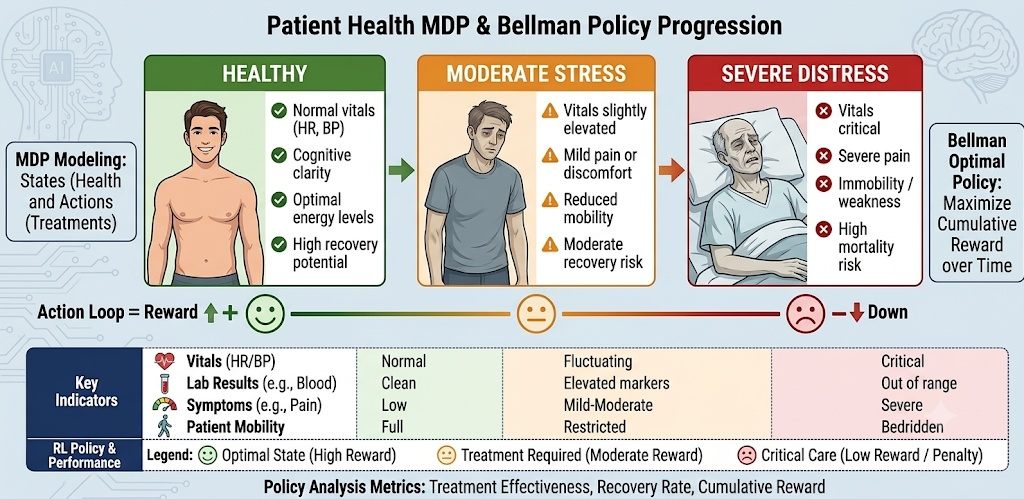 Patient Health MDP & Bellman Policy Progression
AI
MDP Modeling:
States (Health
and Actions
(Treatments)
HEALTHY
Normal vitals
(HR, BP)
Cognitive
clarity
Optimal
energy levels
High recovery
potential
MODERATE STRESS
Vitals slightly
elevated
Mild pain or
discomfort
Reduced
mobility
Moderate
recovery risk
SEVERE DISTRESS
Vitals
critical
Severe pain
Immobility /
weakness
High
mortality
risk
Bellman
Optimal
Policy:
Maximize
Cumulative
Reward
over Time
Action Loop = Reward ↑ +
– ↓ Down
Key
Indicators
Vitals (HR/BP) Normal Fluctuating Critical
Lab Results (e.g., Blood) Clean Elevated markers Out of range
Symptoms (e.g., Pain) Low Mild-Moderate Severe
Patient Mobility Full Restricted Bedridden
RL Policy &
Performance
Legend: Optimal State (High Reward) Treatment Required (Moderate Reward) Critical Care (Low Reward / Penalty)
Policy Analysis Metrics: Treatment Effectiveness, Recovery Rate, Cumulative Reward